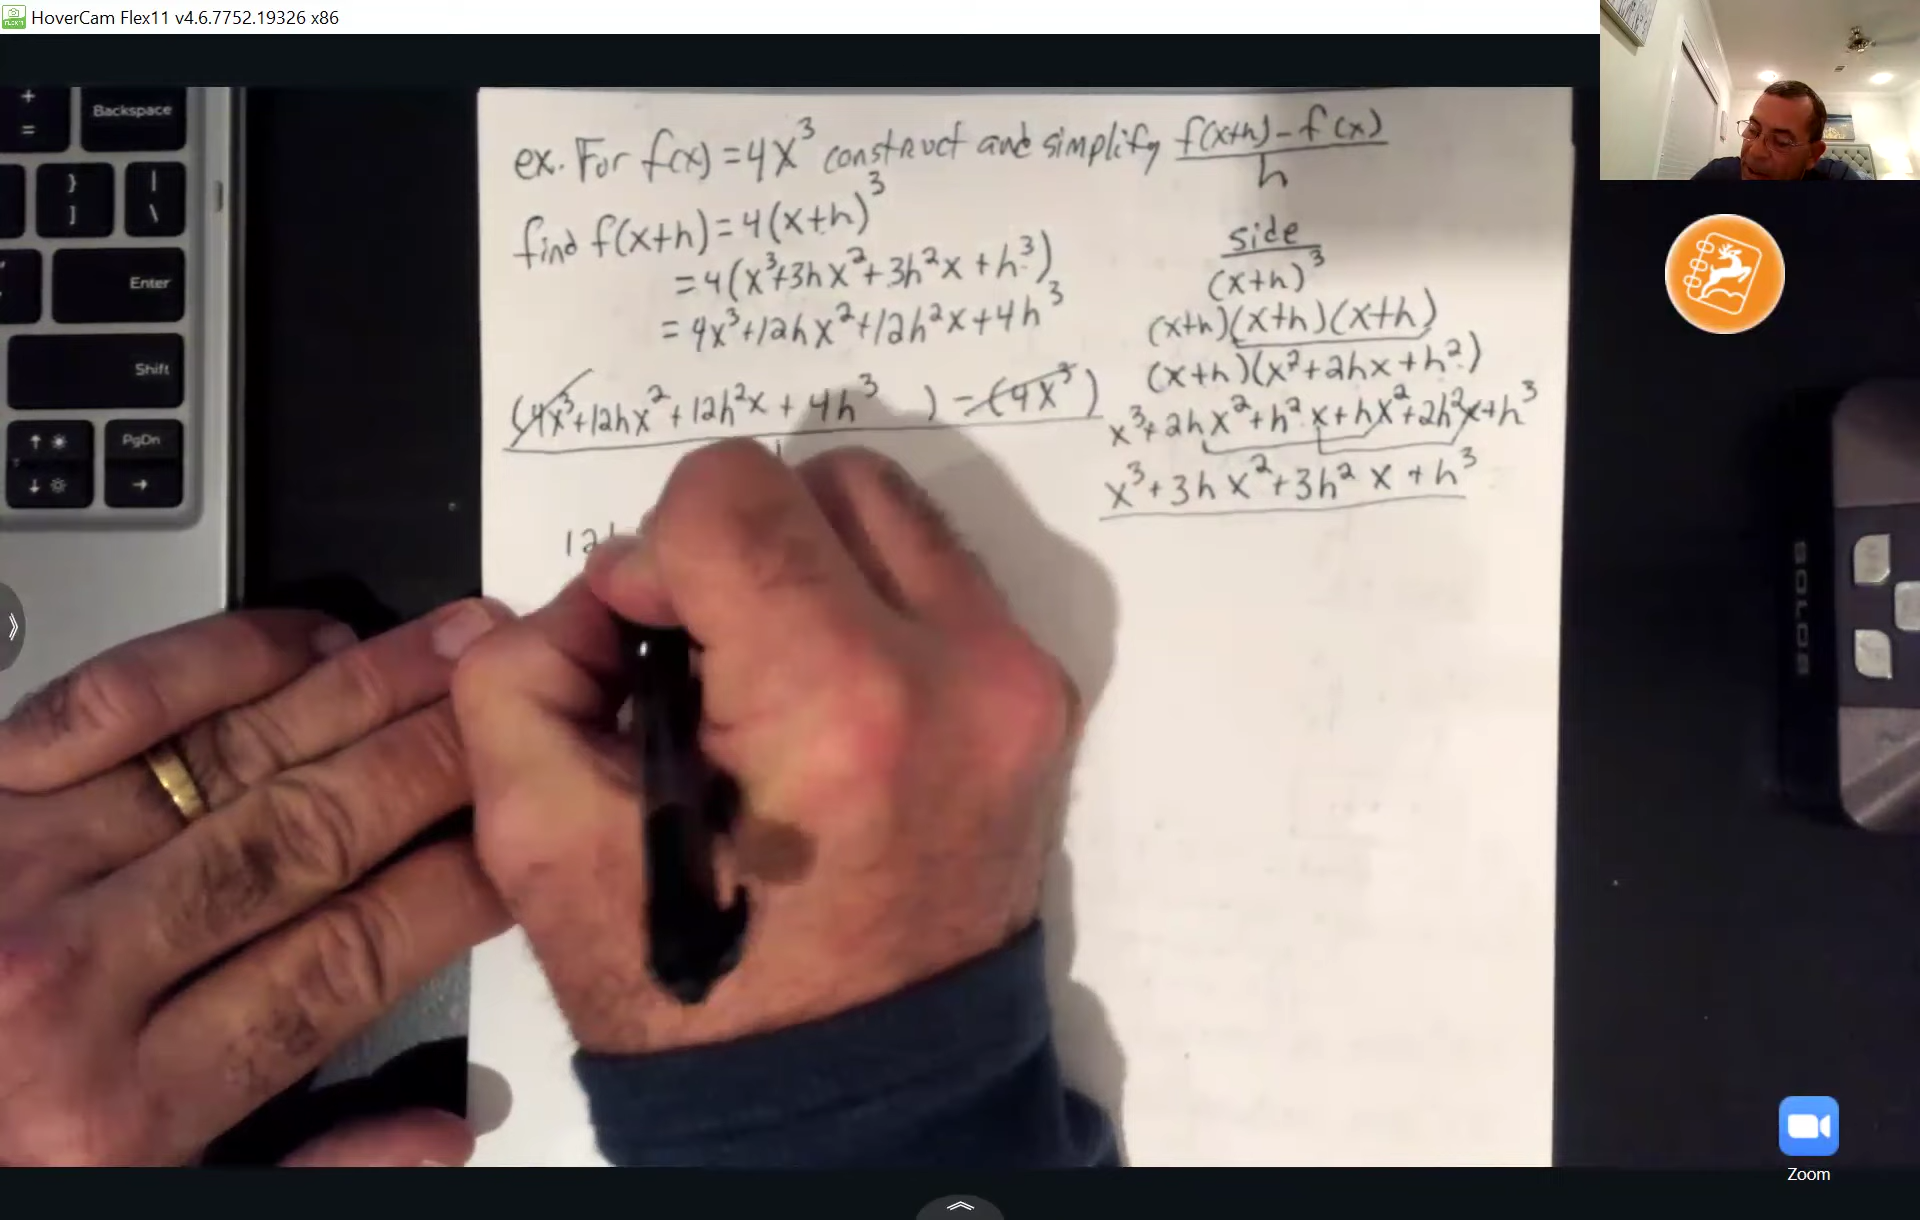 HoverCam Flex11 v4.6.7752.19326 x86
+
=
Backspace
}
]
|
\
Enter
Shift
PgDn
ex. For f(x) = 4x³ construct and simplify f(x+h) - f(x) / h
find f(x+h) = 4(x+h)³
= 4(x³+3hx²+3h²x+h³)
= 4x³+12hx²+12h²x+4h³
(4x³+12hx²+12h²x+4h³) - (4x³)
12h
side
(x+h)³
(x+h)(x+h)(x+h)
(x+h)(x²+2hx+h²)
x³+2hx²+h²x+hx²+2h²x+h³
x³+3hx²+3h²x+h³
SOLOS
Zoom